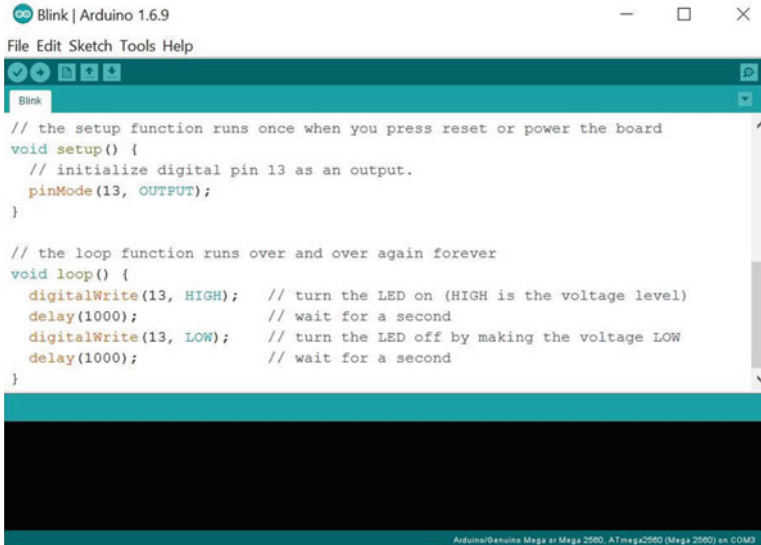 Blink | Arduino 1.6.9
File Edit Sketch Tools Help
Blink
// the setup function runs once when you press reset or power the board
void setup() {
  // initialize digital pin 13 as an output.
  pinMode(13, OUTPUT);
}

// the loop function runs over and over again forever
void loop() {
  digitalWrite(13, HIGH);   // turn the LED on (HIGH is the voltage level)
  delay(1000);              // wait for a second
  digitalWrite(13, LOW);    // turn the LED off by making the voltage LOW
  delay(1000);              // wait for a second
}
Arduino/Genuino Mega or Mega 2560, ATmega2560 (Mega 2560) on COM3